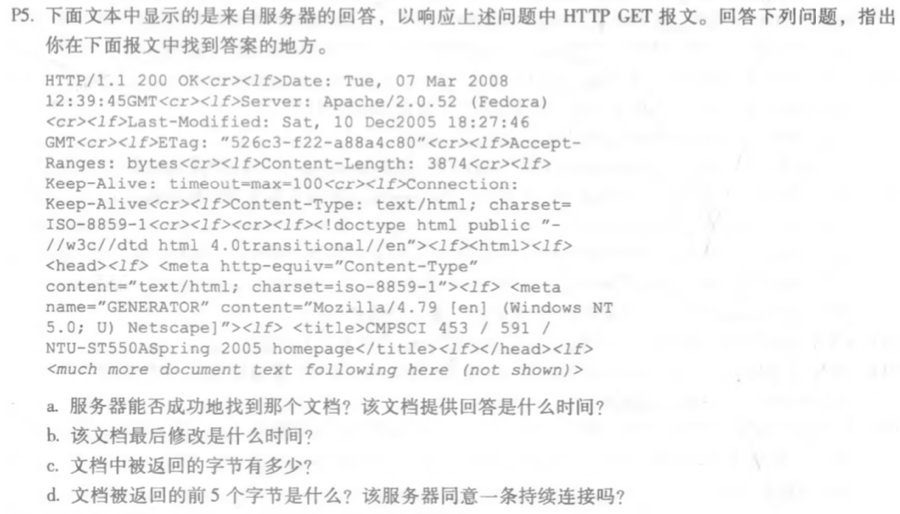 P5. 下面文本中显示的是来自服务器的回答，以响应上述问题中 HTTP GET 报文。回答下列问题，指出
你在下面报文中找到答案的地方。
HTTP/1.1 200 OK<cr><lf>Date: Tue, 07 Mar 2008
12:39:45GMT<cr><lf>Server: Apache/2.0.52 (Fedora)
<cr><lf>Last-Modified: Sat, 10 Dec2005 18:27:46
GMT<cr><lf>ETag: "526c3-f22-a88a4c80"<cr><lf>Accept-
Ranges: bytes<cr><lf>Content-Length: 3874<cr><lf>
Keep-Alive: timeout=max=100<cr><lf>Connection:
Keep-Alive<cr><lf>Content-Type: text/html; charset=
ISO-8859-1<cr><lf><cr><lf><!doctype html public "-
//w3c//dtd html 4.0transitional//en"><lf><html><lf>
<head><lf> <meta http-equiv="Content-Type"
content="text/html; charset=iso-8859-1"><lf> <meta
name="GENERATOR" content="Mozilla/4.79 [en] (Windows NT
5.0; U) Netscape]"><lf> <title>CMPSCI 453 / 591 /
NTU-ST550ASpring 2005 homepage</title><lf></head><lf>
<much more document text following here (not shown)>
a. 服务器能否成功地找到那个文档？该文档提供回答是什么时间？
b. 该文档最后修改是什么时间？
c. 文档中被返回的字节有多少？
d. 文档被返回的前 5 个字节是什么？该服务器同意一条持续连接吗？